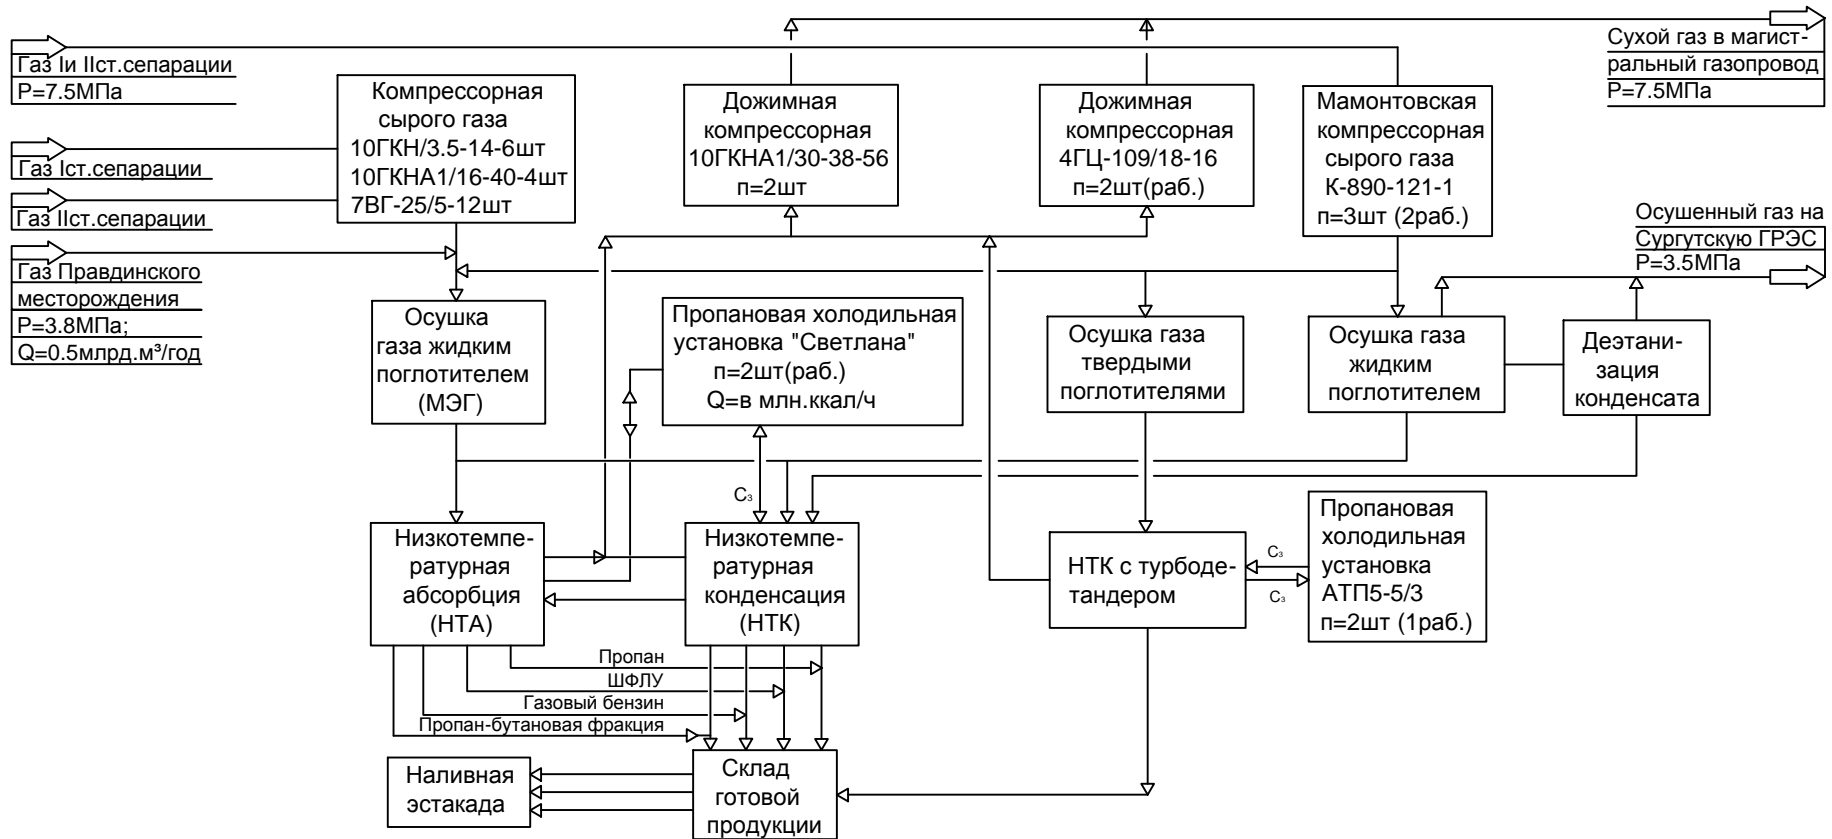 Газ Iи IIст.сепарации
P=7.5МПа
Газ Iст.сепарации
Газ IIст.сепарации
Газ Правдинского
месторождения
P=3.8МПа;
Q=0.5млрд.м³/год
Компрессорная
сырого газа
10ГКН/3.5-14-6шт
10ГКНА1/16-40-4шт
7ВГ-25/5-12шт
Дожимная
компрессорная
10ГКНА1/30-38-56
п=2шт
Дожимная
компрессорная
4ГЦ-109/18-16
п=2шт(раб.)
Мамонтовская
компрессорная
сырого газа
К-890-121-1
п=3шт (2раб.)
Сухой газ в магист-
ральный газопровод
P=7.5МПа
Осушенный газ на
Сургутскую ГРЭС
P=3.5МПа
Осушка
газа жидким
поглотителем
(МЭГ)
Пропановая холодильная
установка "Светлана"
п=2шт(раб.)
Q=в млн.ккал/ч
Осушка газа
твердыми
поглотителями
Осушка газа
жидким
поглотителем
Деэтани-
зация
конденсата
C₃
Низкотемпе-
ратурная
абсорбция
(НТА)
Низкотемпе-
ратурная
конденсация
(НТК)
НТК с турбоде-
тандером
C₃
C₃
Пропановая
холодильная
установка
АТП5-5/3
п=2шт (1раб.)
Пропан
ШФЛУ
Газовый бензин
Пропан-бутановая фракция
Наливная
эстакада
Склад
готовой
продукции